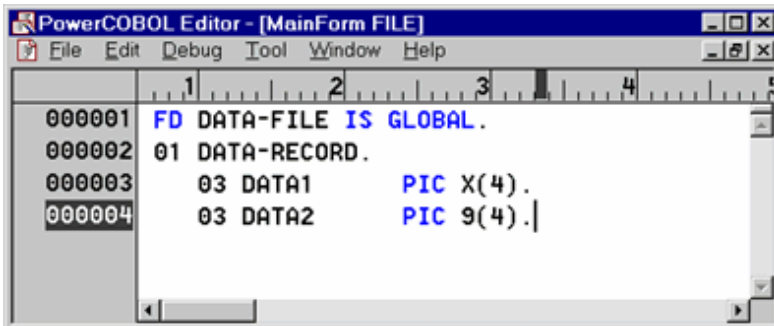 PowerCOBOL Editor - [MainForm FILE]
File Edit Debug Tool Window Help
1 2 3 4 5
000001 FD DATA-FILE IS GLOBAL.
000002 01 DATA-RECORD.
000003 03 DATA1 PIC X(4).
000004 03 DATA2 PIC 9(4).